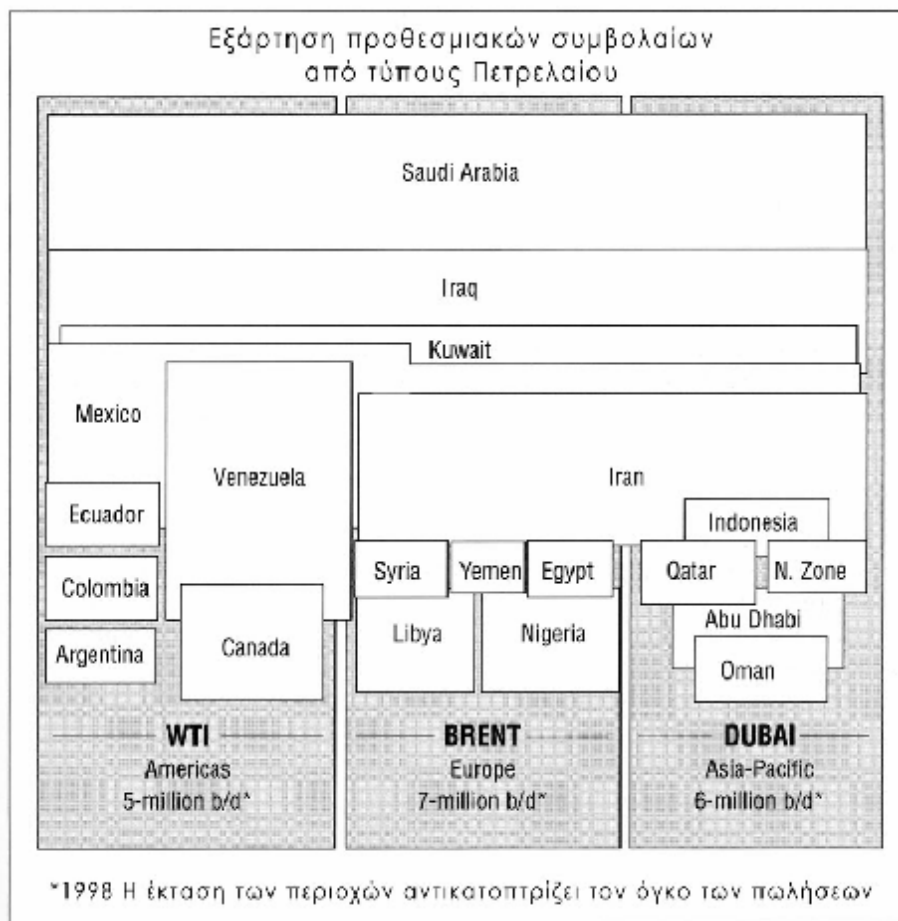 Εξάρτηση προθεσμιακών συμβολαίων
από τύπους Πετρελαίου
Saudi Arabia
Iraq
Kuwait
Mexico
Venezuela
Iran
Ecuador
Indonesia
Syria
Yemen
Egypt
Qatar
N. Zone
Colombia
Abu Dhabi
Libya
Nigeria
Argentina
Canada
Oman
WTI
Americas
5-million b/d*
BRENT
Europe
7-million b/d*
DUBAI
Asia-Pacific
6-million b/d*
*1998 Η έκταση των περιοχών αντικατοπτρίζει τον όγκο των πωλήσεων